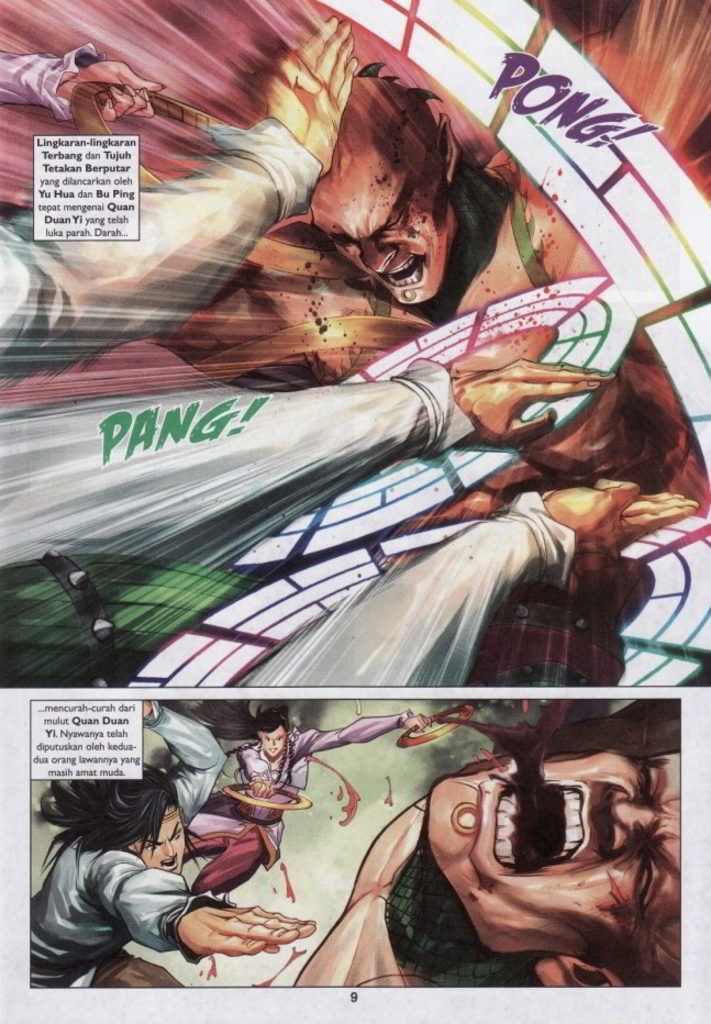 PONG!
Lingkaran-lingkaran
Terbang dan Tujuh
Tetakan Berputar
yang dilancarkan oleh
Yu Hua dan Bu Ping
tepat mengenai Quan
Duan Yi yang telah
luka parah. Darah...
PANG!
...mencurah-curah dari
mulut Quan Duan
Yi. Nyawanya telah
diputuskan oleh kedua-
dua orang lawannya yang
masih amat muda.
9